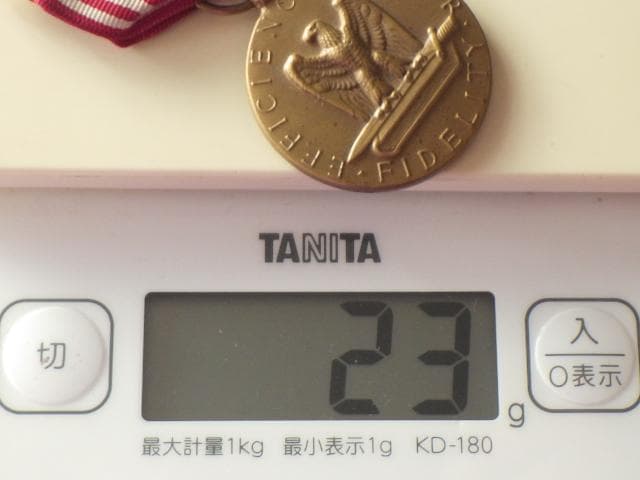 EFFICIENC
· FIDELITY ·
TANITA
切
23
g
入
0表示
最大計量1kg 最小表示1g KD-180